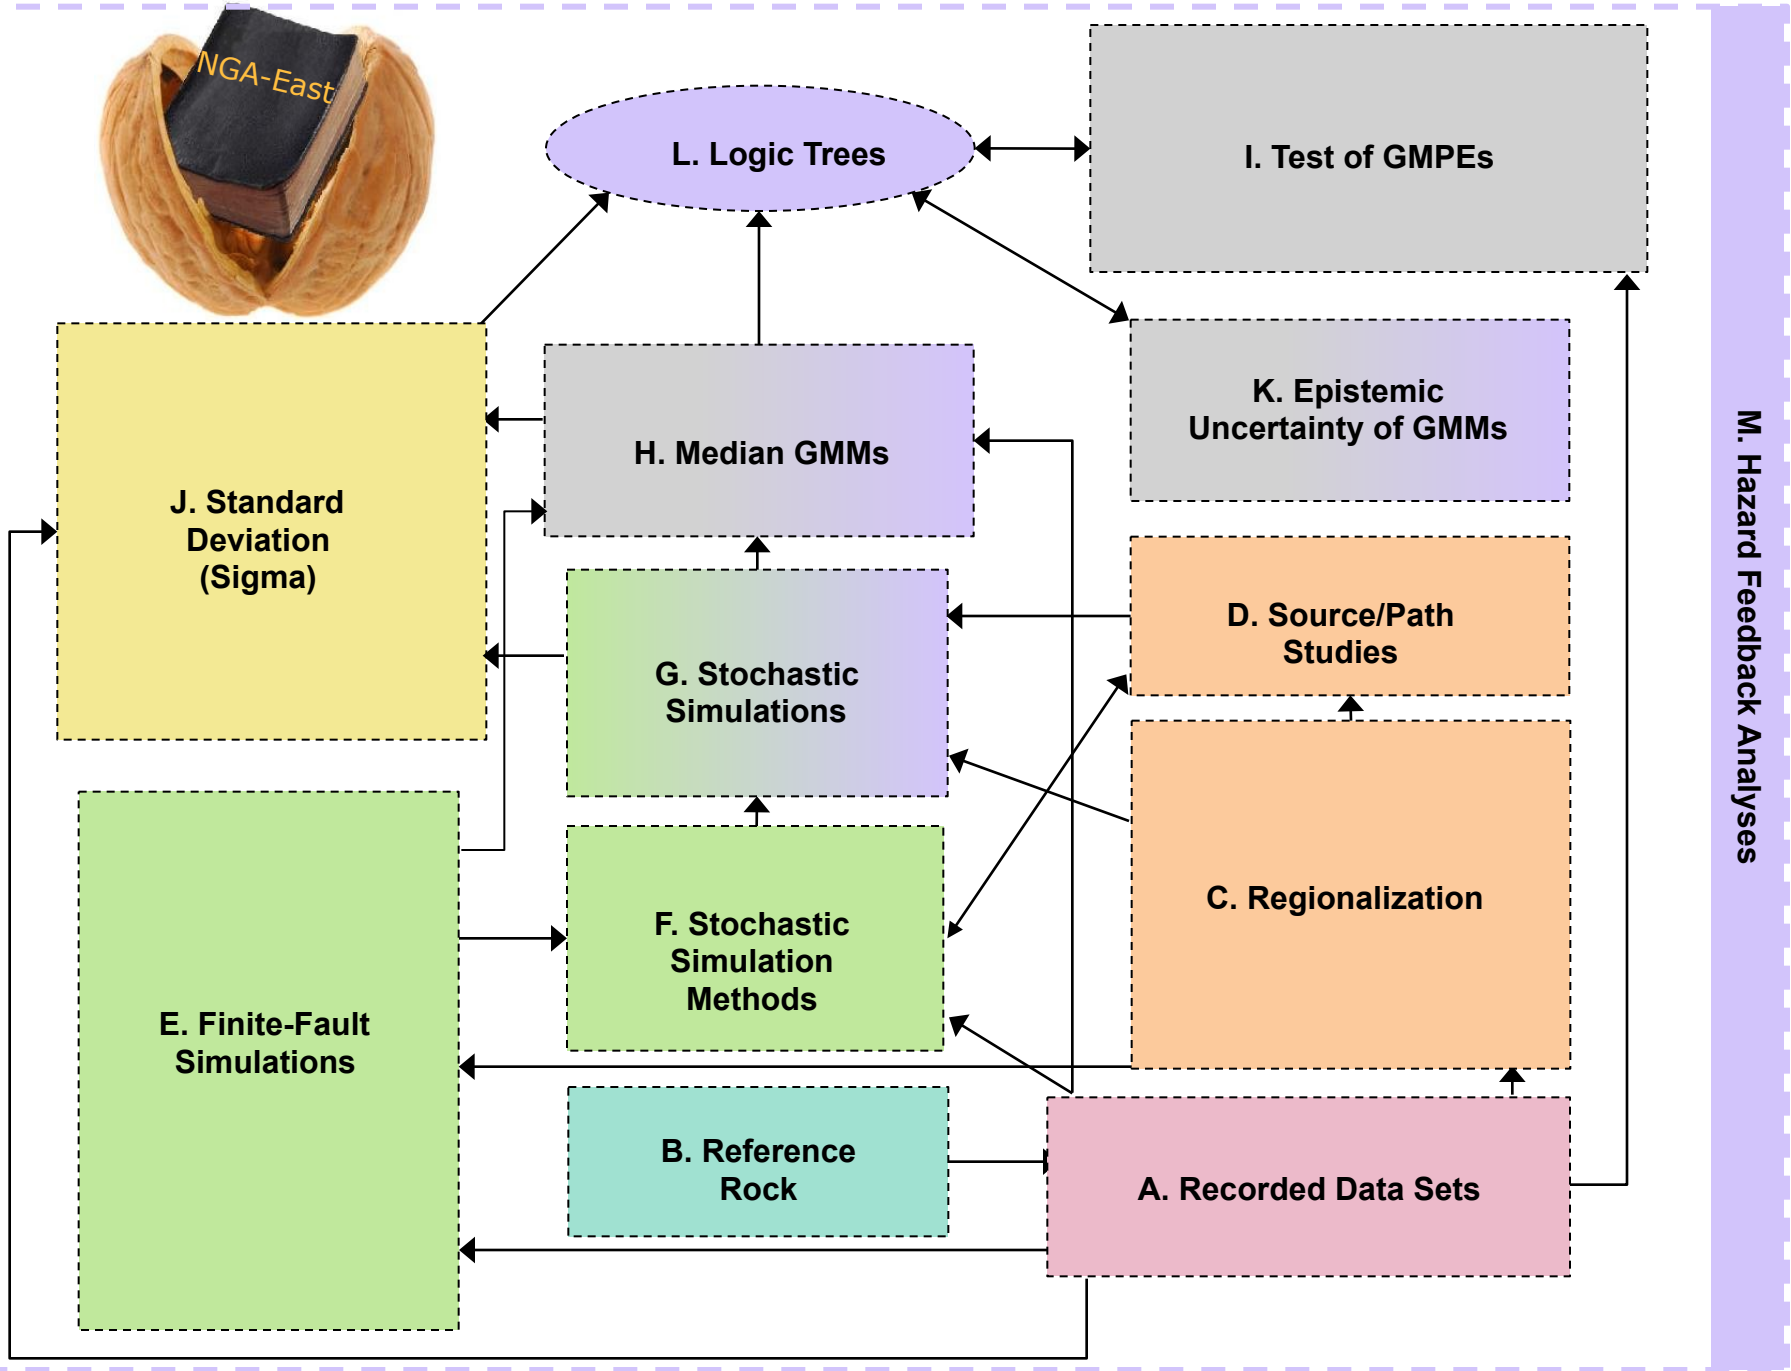 NGA-East
L. Logic Trees
I. Test of GMPEs
K. Epistemic
Uncertainty of GMMs
H. Median GMMs
J. Standard
Deviation
(Sigma)
D. Source/Path
Studies
G. Stochastic
Simulations
C. Regionalization
F. Stochastic
Simulation
Methods
E. Finite-Fault
Simulations
B. Reference
Rock
A. Recorded Data Sets
M. Hazard Feedback Analyses